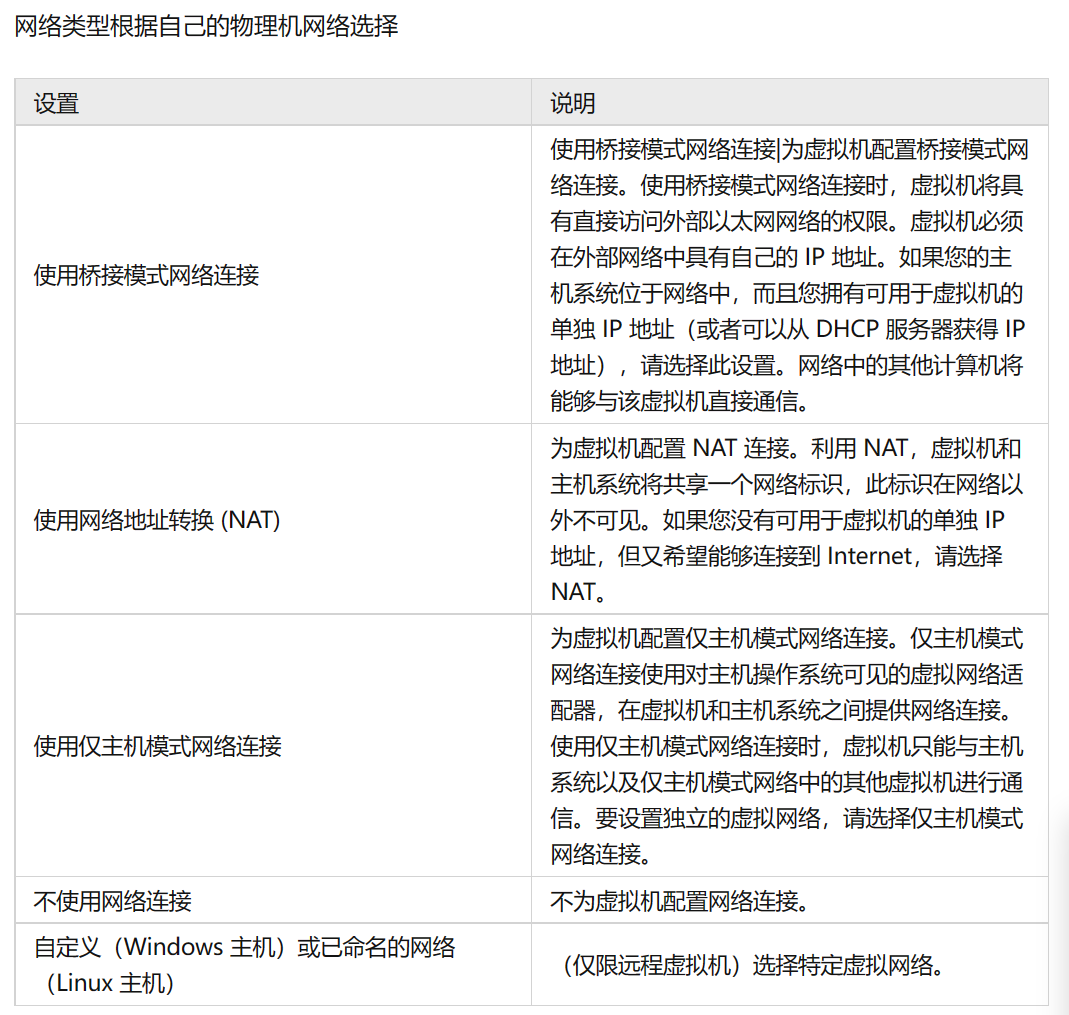 网络类型根据自己的物理机网络选择
设置
说明
使用桥接模式网络连接
使用桥接模式网络连接|为虚拟机配置桥接模式网
络连接。使用桥接模式网络连接时，虚拟机将具
有直接访问外部以太网网络的权限。虚拟机必须
在外部网络中具有自己的 IP 地址。如果您的主
机系统位于网络中，而且您拥有可用于虚拟机的
单独 IP 地址（或者可以从 DHCP 服务器获得 IP
地址），请选择此设置。网络中的其他计算机将
能够与该虚拟机直接通信。
使用网络地址转换 (NAT)
为虚拟机配置 NAT 连接。利用 NAT，虚拟机和
主机系统将共享一个网络标识，此标识在网络以
外不可见。如果您没有可用于虚拟机的单独 IP
地址，但又希望能够连接到 Internet，请选择
NAT。
使用仅主机模式网络连接
为虚拟机配置仅主机模式网络连接。仅主机模式
网络连接使用对主机操作系统可见的虚拟网络适
配器，在虚拟机和主机系统之间提供网络连接。
使用仅主机模式网络连接时，虚拟机只能与主机
系统以及仅主机模式网络中的其他虚拟机进行通
信。要设置独立的虚拟网络，请选择仅主机模式
网络连接。
不使用网络连接
不为虚拟机配置网络连接。
自定义（Windows 主机）或已命名的网络
（Linux 主机）
（仅限远程虚拟机）选择特定虚拟网络。